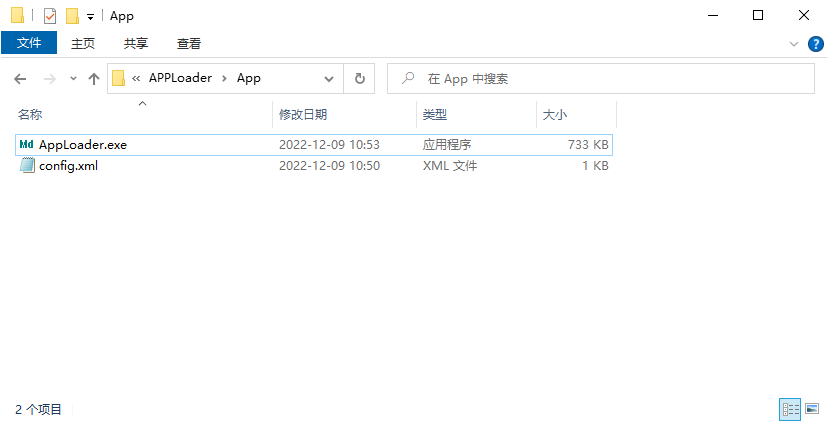 App
文件 主页 共享 查看
« APPLoader › App 在 App 中搜索
名称 修改日期 类型 大小
Md AppLoader.exe 2022-12-09 10:53 应用程序 733 KB
config.xml 2022-12-09 10:50 XML 文件 1 KB
2 个项目